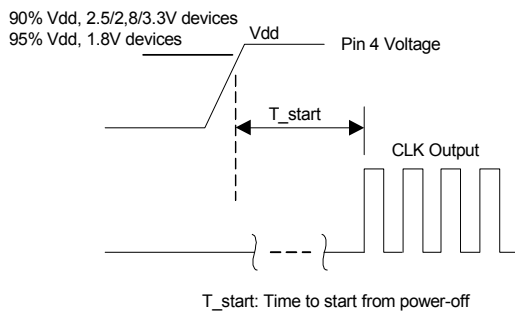 90% Vdd, 2.5/2,8/3.3V devices
95% Vdd, 1.8V devices
Vdd
Pin 4 Voltage
T_start
CLK Output
T_start: Time to start from power-off